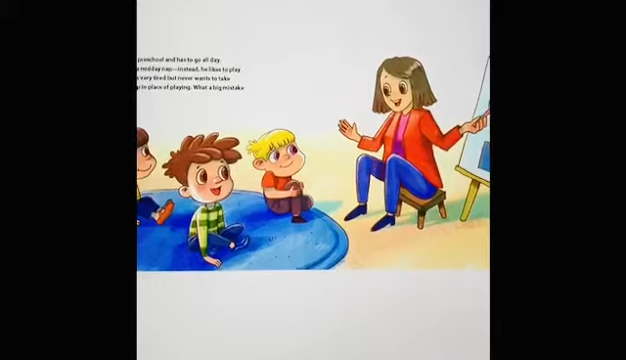 preschool and has to go all day.
a midday nap—instead, he likes to play
very tired but never wants to take
in place of playing. What a big mistake